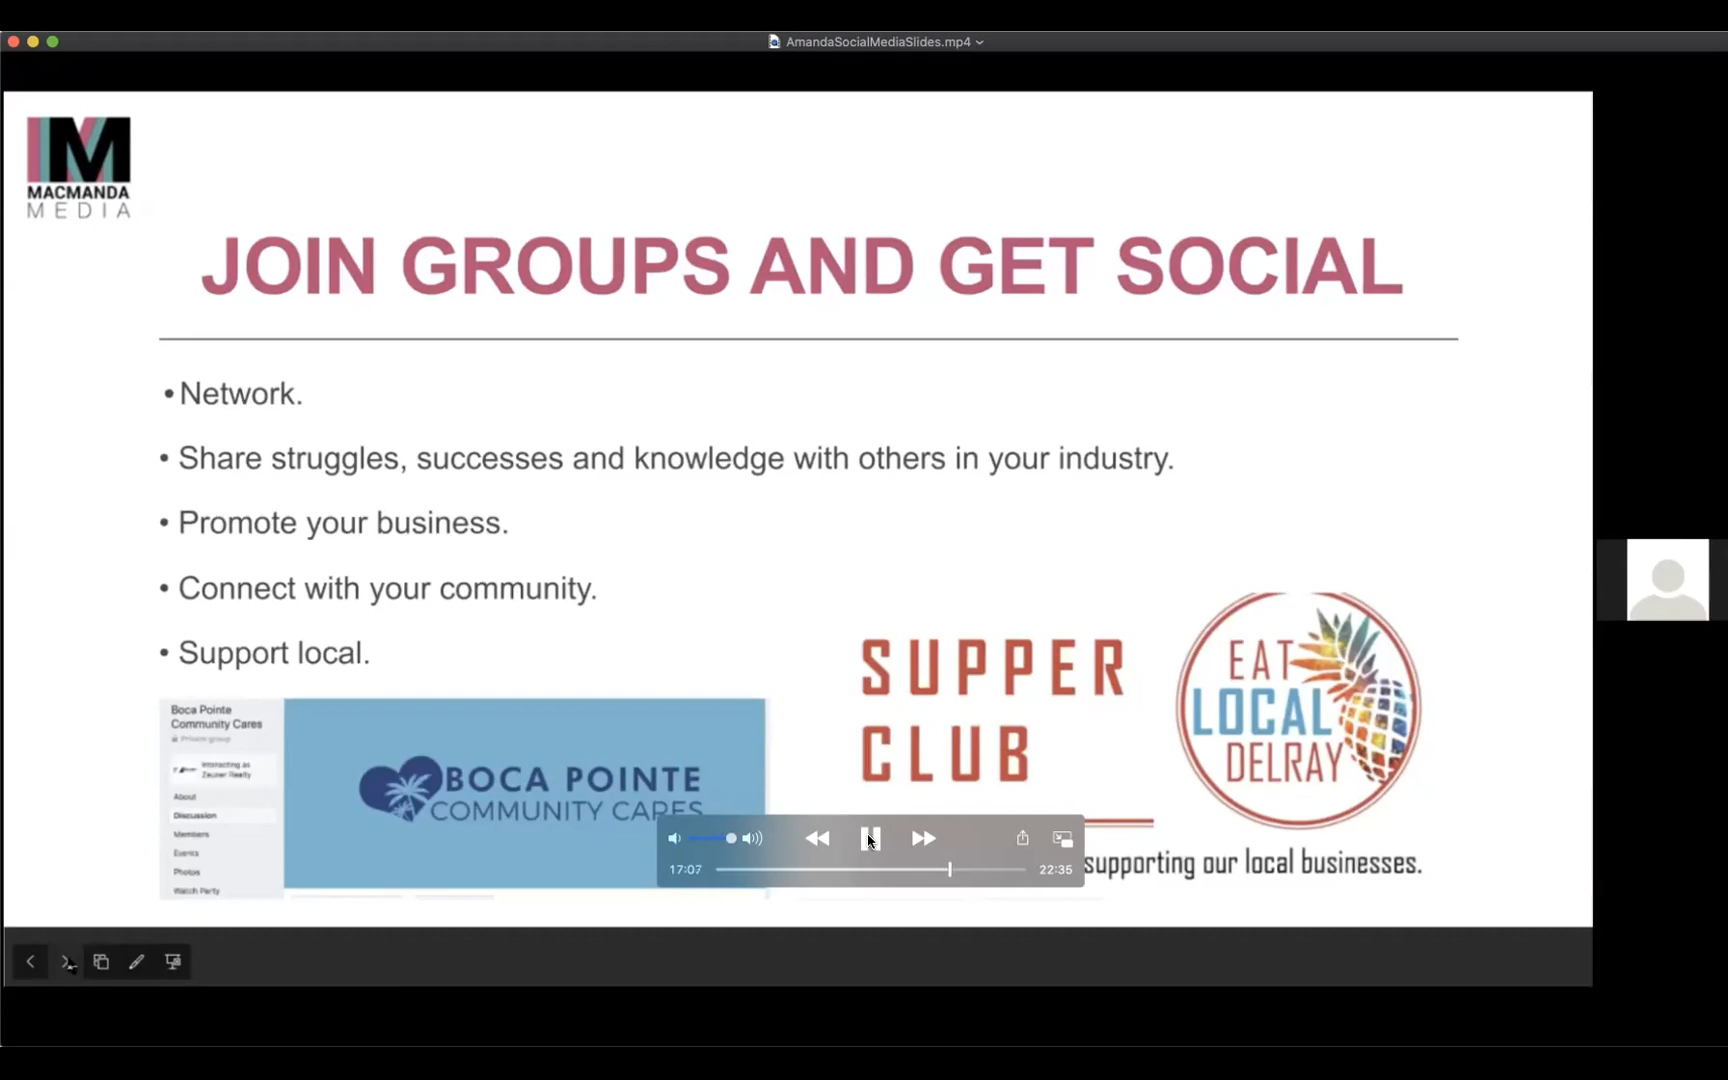 AmandaSocialMediaSlides.mp4
M
MACMANDA
MEDIA
JOIN GROUPS AND GET SOCIAL
• Network.
• Share struggles, successes and knowledge with others in your industry.
• Promote your business.
• Connect with your community.
• Support local.
Boca Pointe
Community Cares
Private group
Interacting as
Zeuner Realty
About
Discussion
Members
Events
Photos
Watch Party
BOCA POINTE
COMMUNITY CARES
SUPPER
CLUB
EAT
LOCAL
DELRAY
supporting our local businesses.
17:07
22:35